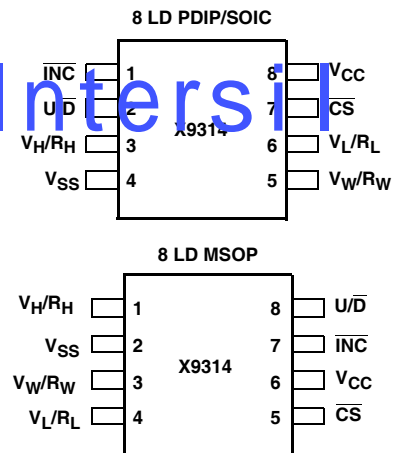 8 LD PDIP/SOIC
Intersil
INC 1 8 VCC
U/D 2 7 CS
X9314
VH/RH 3 6 VL/RL
VSS 4 5 VW/RW
8 LD MSOP
VH/RH 1 8 U/D
VSS 2 7 INC
X9314
VW/RW 3 6 VCC
VL/RL 4 5 CS